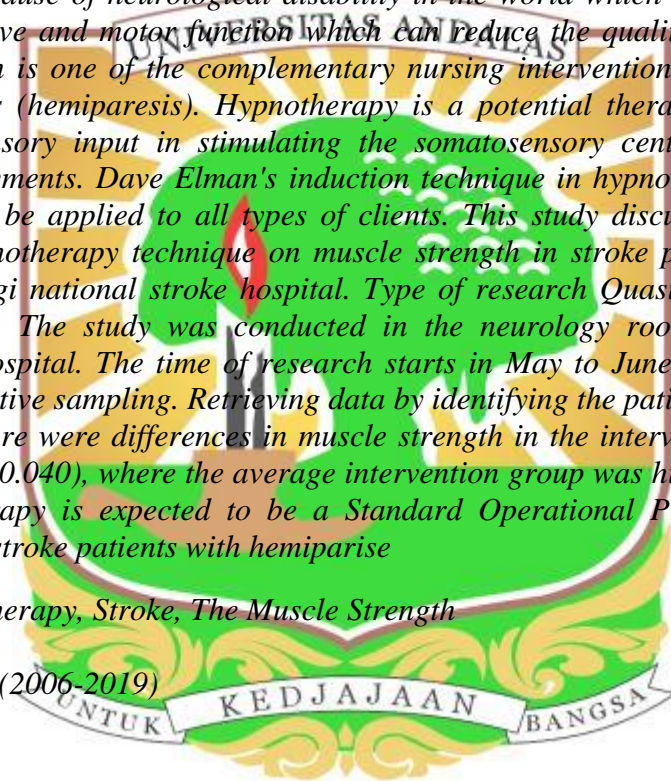 ause of neurological disability in the world which
ve and motor function which can reduce the quali
UNIVERSITAS ANDALAS
is one of the complementary nursing intervention
(hemiparesis). Hypnotherapy is a potential thera
sory input in stimulating the somatosensory cent
ements. Dave Elman's induction technique in hypno
be applied to all types of clients. This study discu
notherapy technique on muscle strength in stroke p
gi national stroke hospital. Type of research Quas
The study was conducted in the neurology roo
ospital. The time of research starts in May to June
tive sampling. Retrieving data by identifying the pati
re were differences in muscle strength in the interv
0.040), where the average intervention group was h
rapy is expected to be a Standard Operational P
stroke patients with hemiparise
herapy, Stroke, The Muscle Strength
(2006-2019)
UNTUK KEDJAJAAN BANGSA